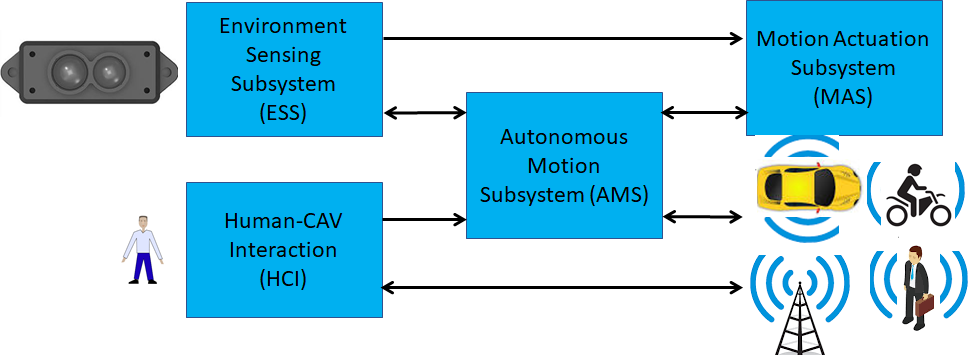 Environment
Sensing
Subsystem
(ESS)
Motion Actuation
Subsystem
(MAS)
Autonomous
Motion
Subsystem (AMS)
Human-CAV
Interaction
(HCI)